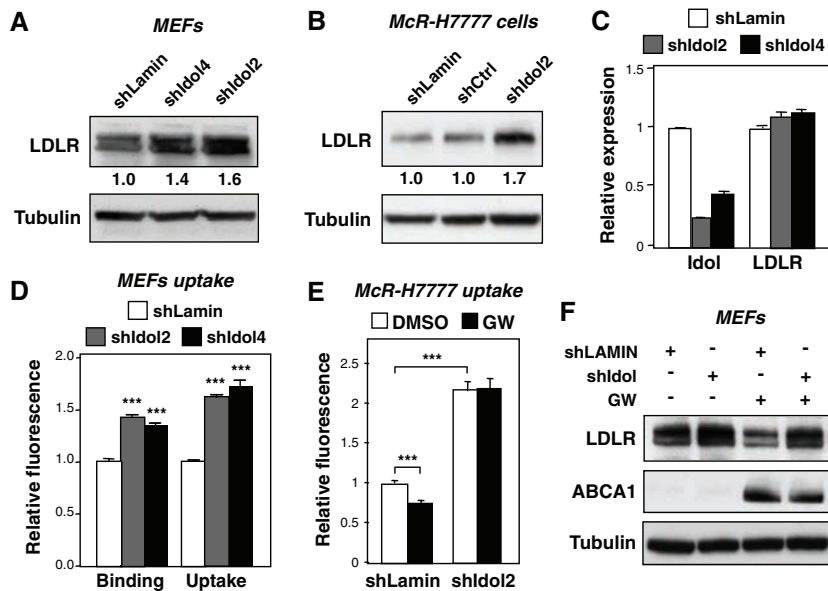 A
MEFs
shLamin
shIdol4
shIdol2
LDLR
1.0 1.4 1.6
Tubulin
B
McR-H7777 cells
shLamin
shCtrl
shIdol2
LDLR
1.0 1.0 1.7
Tubulin
C
shLamin
shIdol2 shIdol4
Relative expression
1.5
1
0.5
0
Idol LDLR
D
MEFs uptake
shLamin
shIdol2 shIdol4
Relative fluorescence
2.0
1.5
1.0
0.5
0.0
*** ***
*** ***
Binding Uptake
E
McR-H7777 uptake
DMSO GW
Relative fluorescence
2.5
2
1.5
1
0.5
0
***
***
shLamin shIdol2
F
MEFs
shLAMIN + - + -
shIdol - + - +
GW - - + +
LDLR
ABCA1
Tubulin